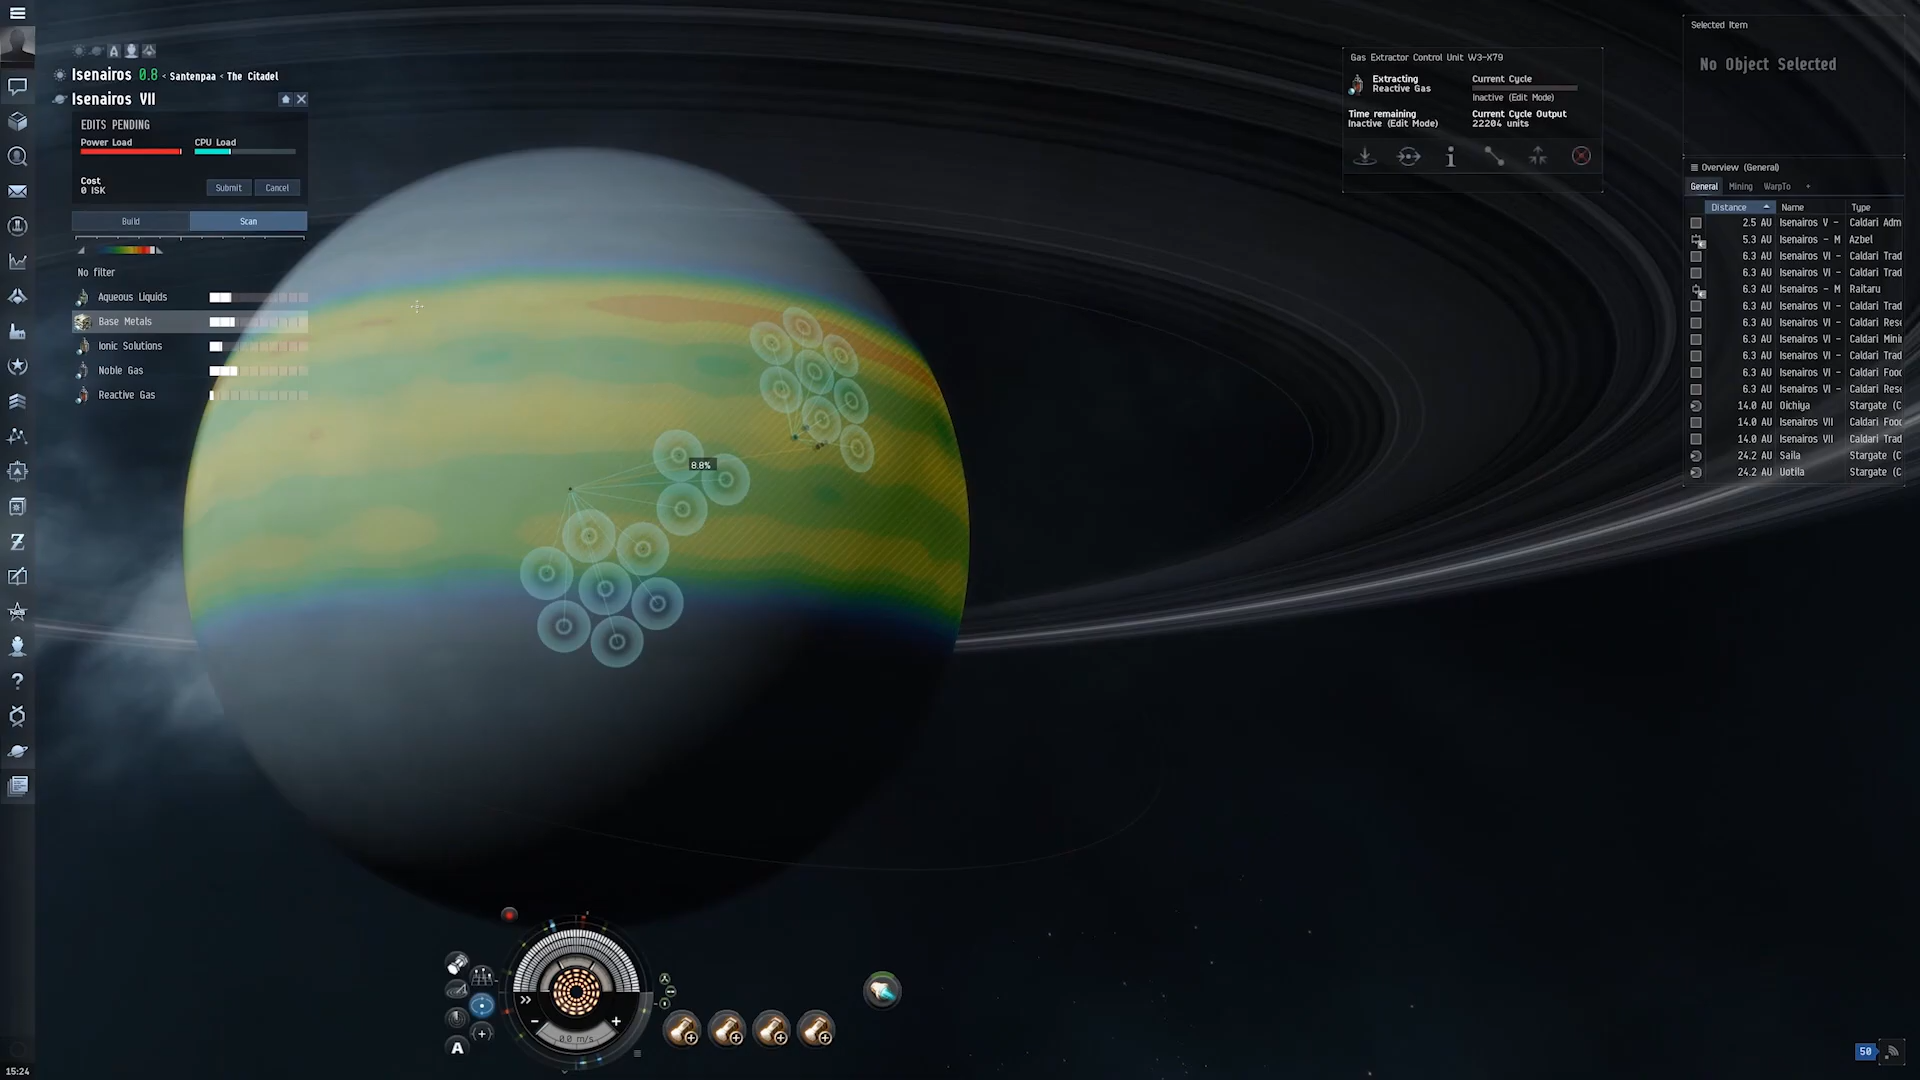 Isenairos 0.8 < Santenpaa < The Citadel
Isenairos VII
EDITS PENDING
Power Load
CPU Load
Cost
0 ISK
Submit
Cancel
Build
Scan
No filter
Aqueous Liquids
Base Metals
Ionic Solutions
Noble Gas
Reactive Gas
8.8%
Gas Extractor Control Unit W3-X79
Extracting
Reactive Gas
Current Cycle
Inactive (Edit Mode)
Time remaining
Inactive (Edit Mode)
Current Cycle Output
22204 units
Selected Item
No Object Selected
Overview (General)
General Mining WarpTo +
Distance Name Type
2.5 AU Isenairos V - Caldari Adm
5.3 AU Isenairos - M Azbel
6.3 AU Isenairos VI - Caldari Trad
6.3 AU Isenairos VI - Caldari Trad
6.3 AU Isenairos - M Raitaru
6.3 AU Isenairos VI - Caldari Trad
6.3 AU Isenairos VI - Caldari Rese
6.3 AU Isenairos VI - Caldari Mini
6.3 AU Isenairos VI - Caldari Trad
6.3 AU Isenairos VI - Caldari Food
6.3 AU Isenairos VI - Caldari Rese
14.0 AU Oichiya Stargate (C
14.0 AU Isenairos VII Caldari Food
14.0 AU Isenairos VII Caldari Trad
24.2 AU Saila Stargate (C
24.2 AU Uotila Stargate (C
0.0 m/s
A
50
15:24